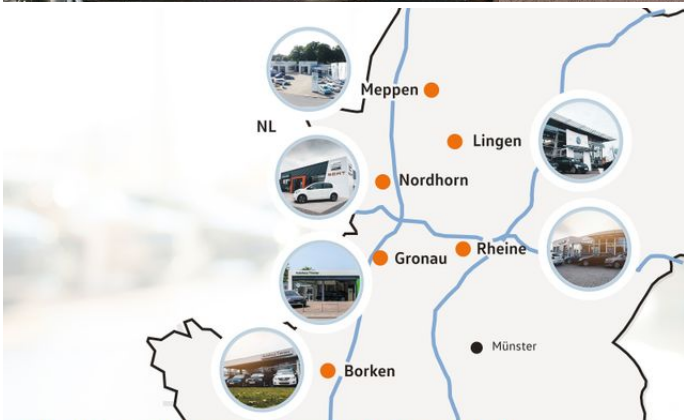 Meppen
NL
Lingen
Nordhorn
Rheine
Gronau
Münster
Borken